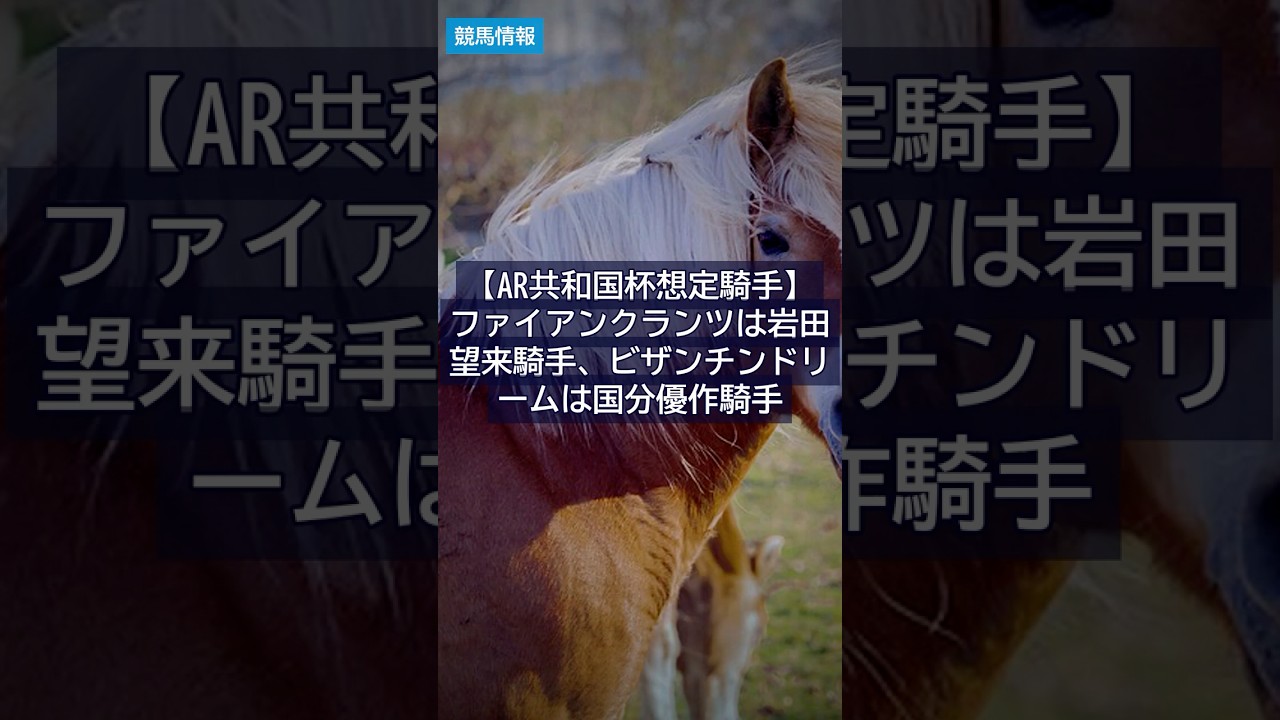 競馬情報
【AR共和国杯想定騎手】
ファイアンクランツは岩田
望来騎手、ビザンチンドリ
ームは国分優作騎手